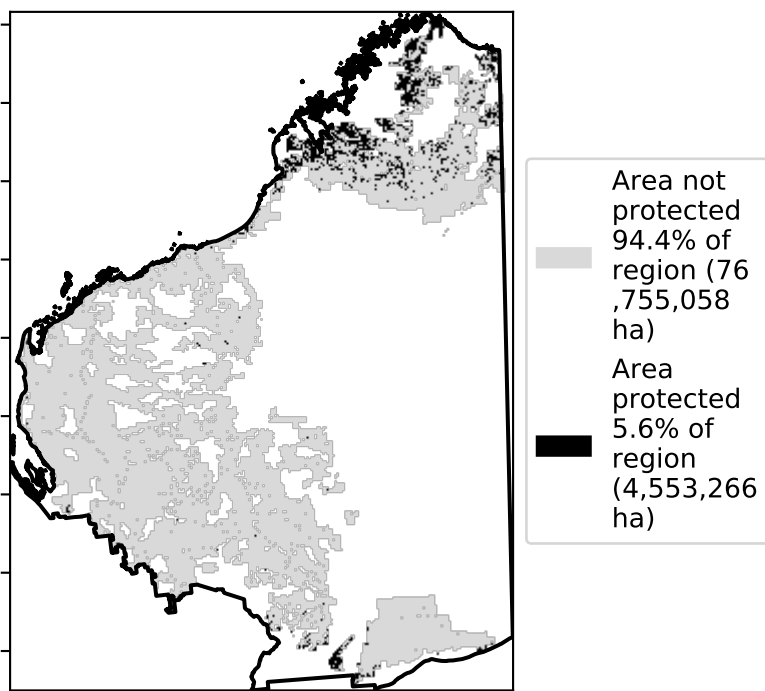 Area not
protected
94.4% of
region (76
,755,058
ha)
Area
protected
5.6% of
region
(4,553,266
ha)